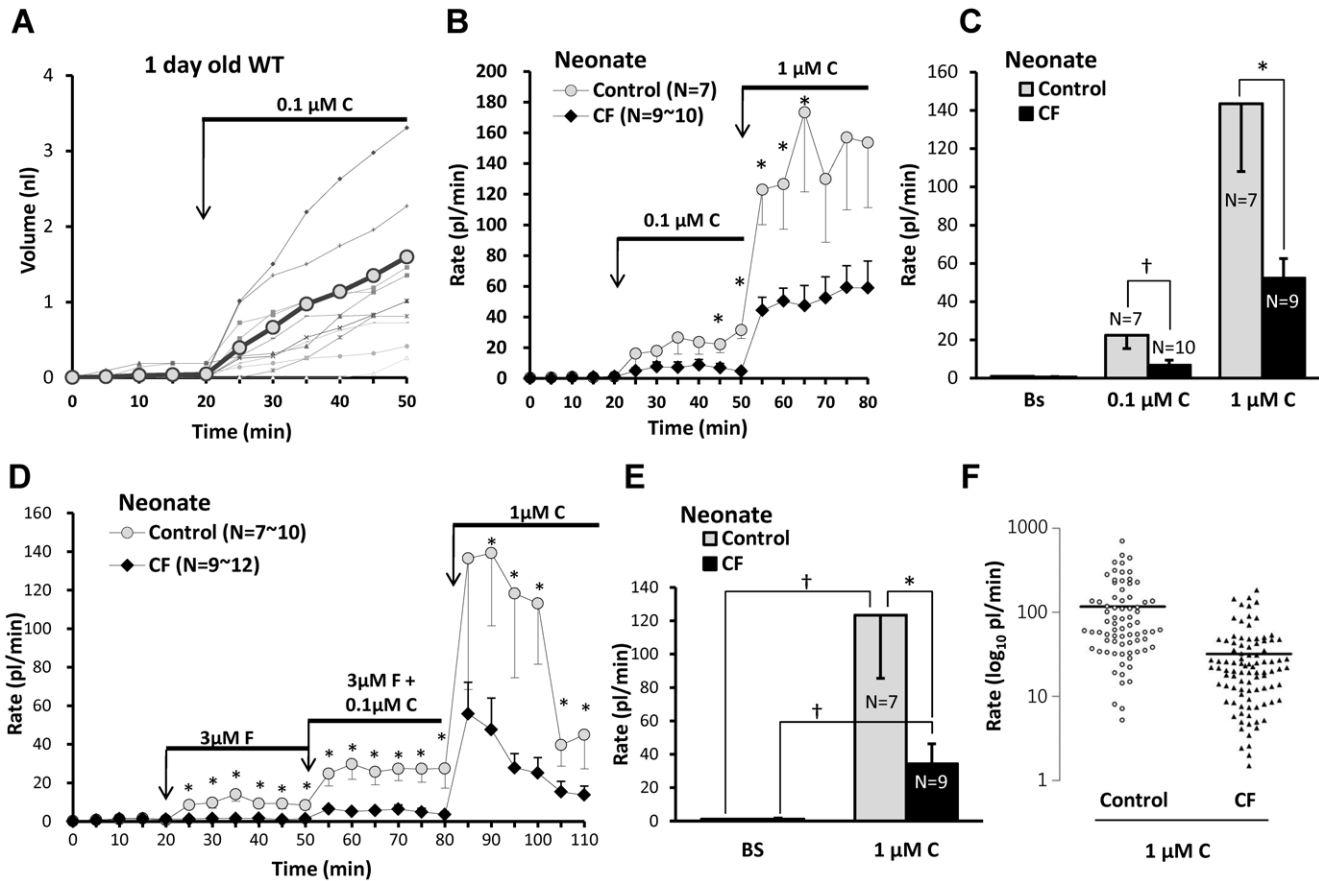 A
1 day old WT
0.1 µM C
Volume (nl)
4
3
2
1
0
0 10 20 30 40 50
Time (min)
B
Neonate
Control (N=7)
CF (N=9~10)
1 µM C
0.1 µM C
Rate (pl/min)
200
180
160
140
120
100
80
60
40
20
0
* * * * *
0 10 20 30 40 50 60 70 80
Time (min)
C
Neonate
Control
CF
Rate (pl/min)
160
140
120
100
80
60
40
20
0
*
†
N=7
N=10
N=7
N=9
Bs 0.1 µM C 1 µM C
D
Neonate
Control (N=7~10)
CF (N=9~12)
1µM C
3µM F +
0.1µM C
3µM F
Rate (pl/min)
160
140
120
100
80
60
40
20
0
* * * * * * * * * * * * * * * * * *
0 10 20 30 40 50 60 70 80 90 100 110
Time (min)
E
Neonate
Control
CF
Rate (pl/min)
140
120
100
80
60
40
20
0
† *
†
N=7
N=9
BS 1 µM C
F
Rate (log10 pl/min)
1000
100
10
1
Control CF
1 µM C